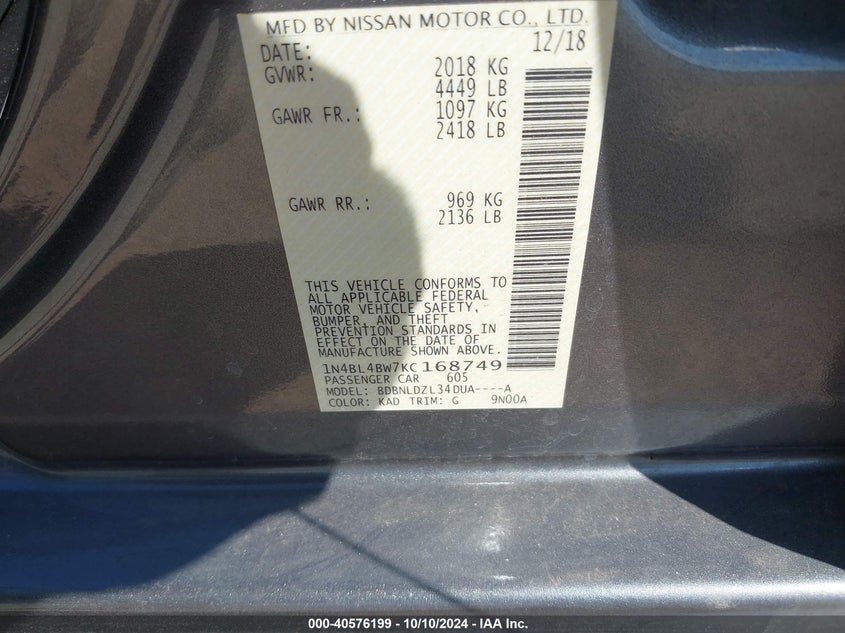 MFD BY NISSAN MOTOR CO., LTD.
DATE: 12/18
GVWR: 2018 KG
4449 LB
GAWR FR.: 1097 KG
2418 LB
GAWR RR.: 969 KG
2136 LB
THIS VEHICLE CONFORMS TO
ALL APPLICABLE FEDERAL
MOTOR VEHICLE SAFETY,
BUMPER, AND THEFT
PREVENTION STANDARDS IN
EFFECT ON THE DATE OF
MANUFACTURE SHOWN ABOVE.
1N4BL4BW7KC168749
PASSENGER CAR 605
MODEL: BDBNLDZL34DUA----A
COLOR: KAD TRIM: G 9N00A
000-40576199 - 10/10/2024 - IAA Inc.